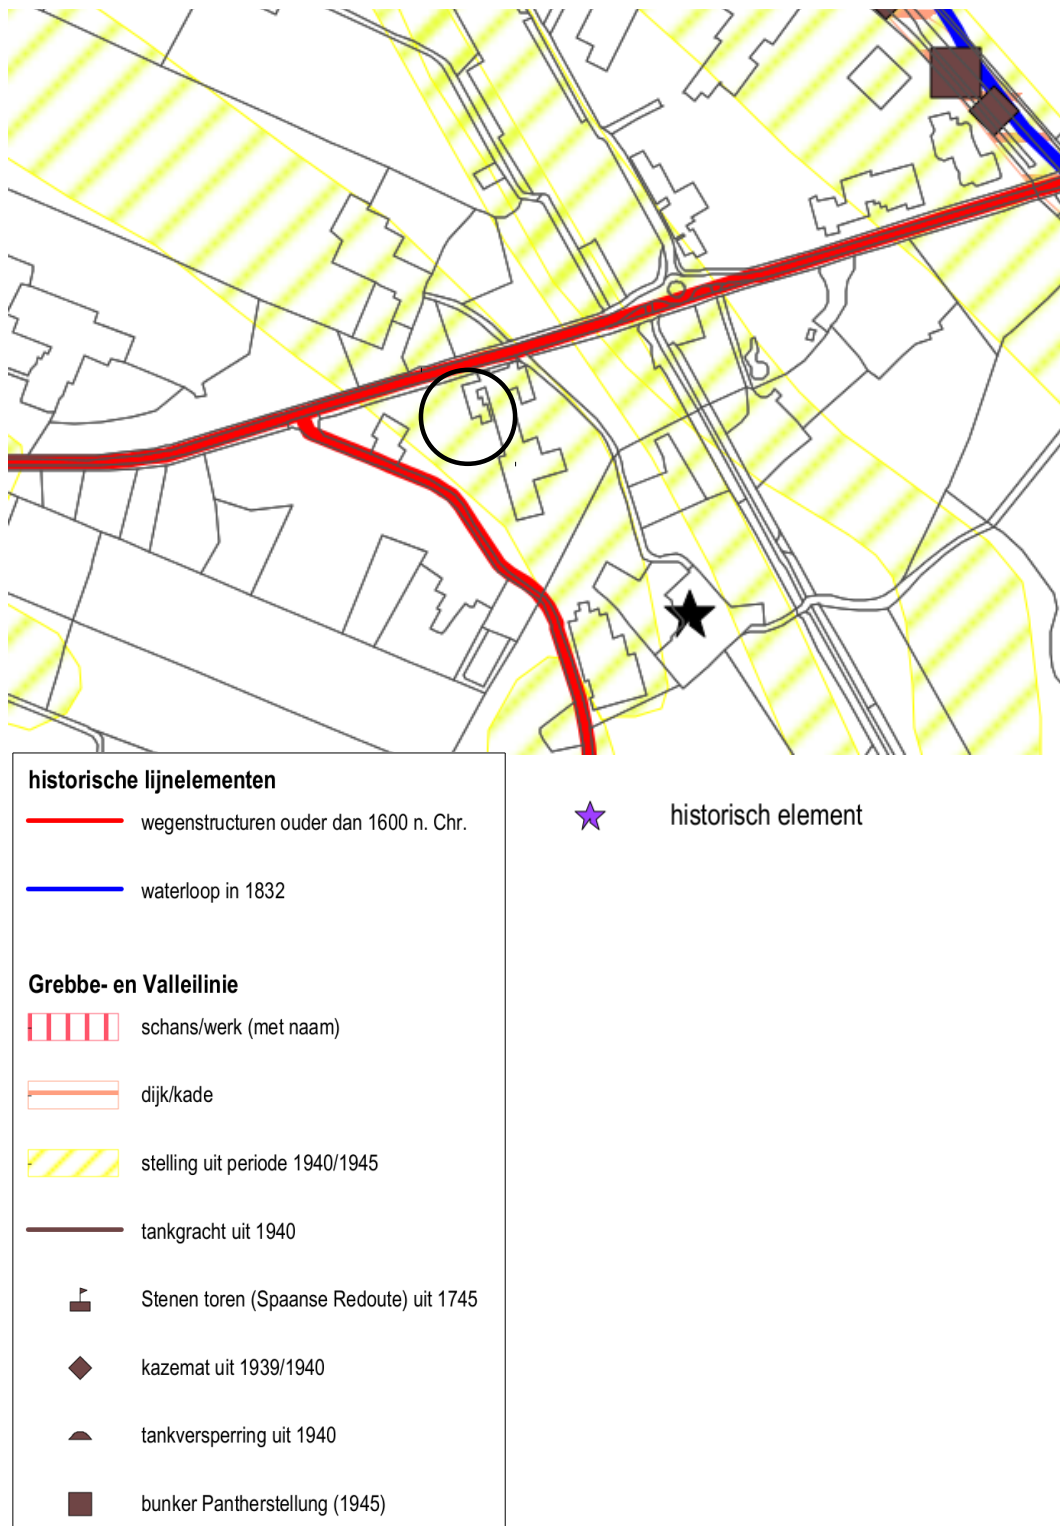 historische lijnelementen
wegenstructuren ouder dan 1600 n. Chr.
historisch element
waterloop in 1832
Grebbe- en Valleilinie
schans/werk (met naam)
dijk/kade
stelling uit periode 1940/1945
tankgracht uit 1940
Stenen toren (Spaanse Redoute) uit 1745
kazemat uit 1939/1940
tankversperring uit 1940
bunker Pantherstellung (1945)